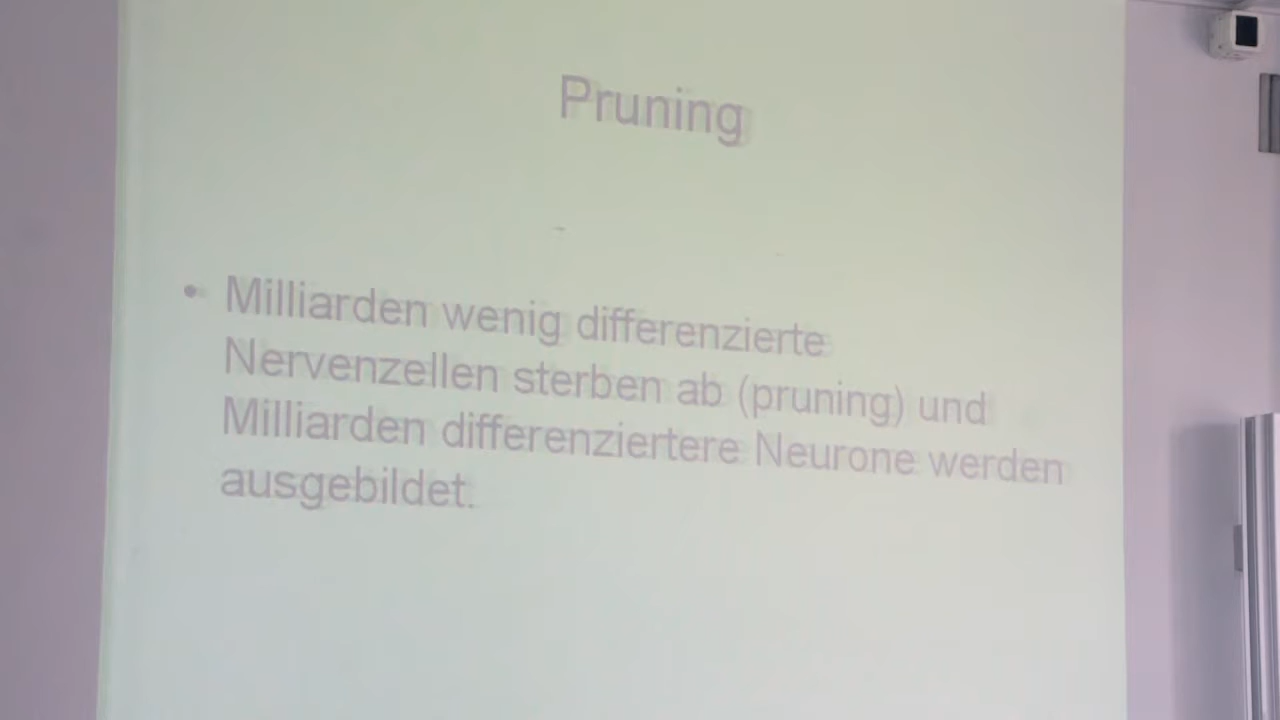 Pruning
• Milliarden wenig differenzierte
Nervenzellen sterben ab (pruning) und
Milliarden differenziertere Neurone werden
ausgebildet.